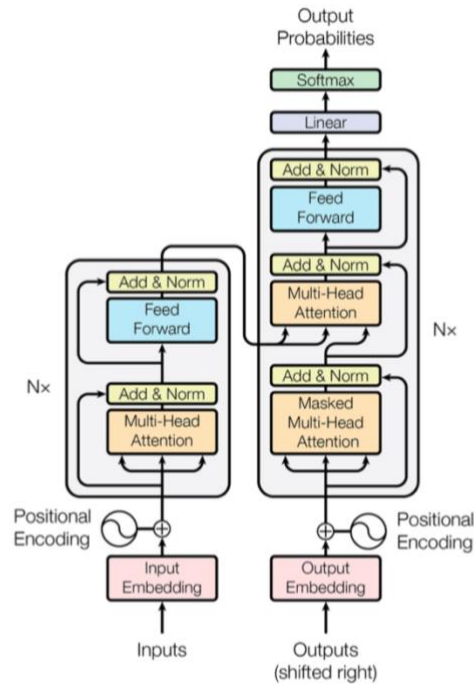 Output
Probabilities
Softmax
Linear
Add & Norm
Feed
Forward
Add & Norm
Multi-Head
Attention
Nx
Add & Norm
Masked
Multi-Head
Attention
Add & Norm
Feed
Forward
Nx
Add & Norm
Multi-Head
Attention
Positional
Encoding
Positional
Encoding
Input
Embedding
Output
Embedding
Inputs
Outputs
(shifted right)